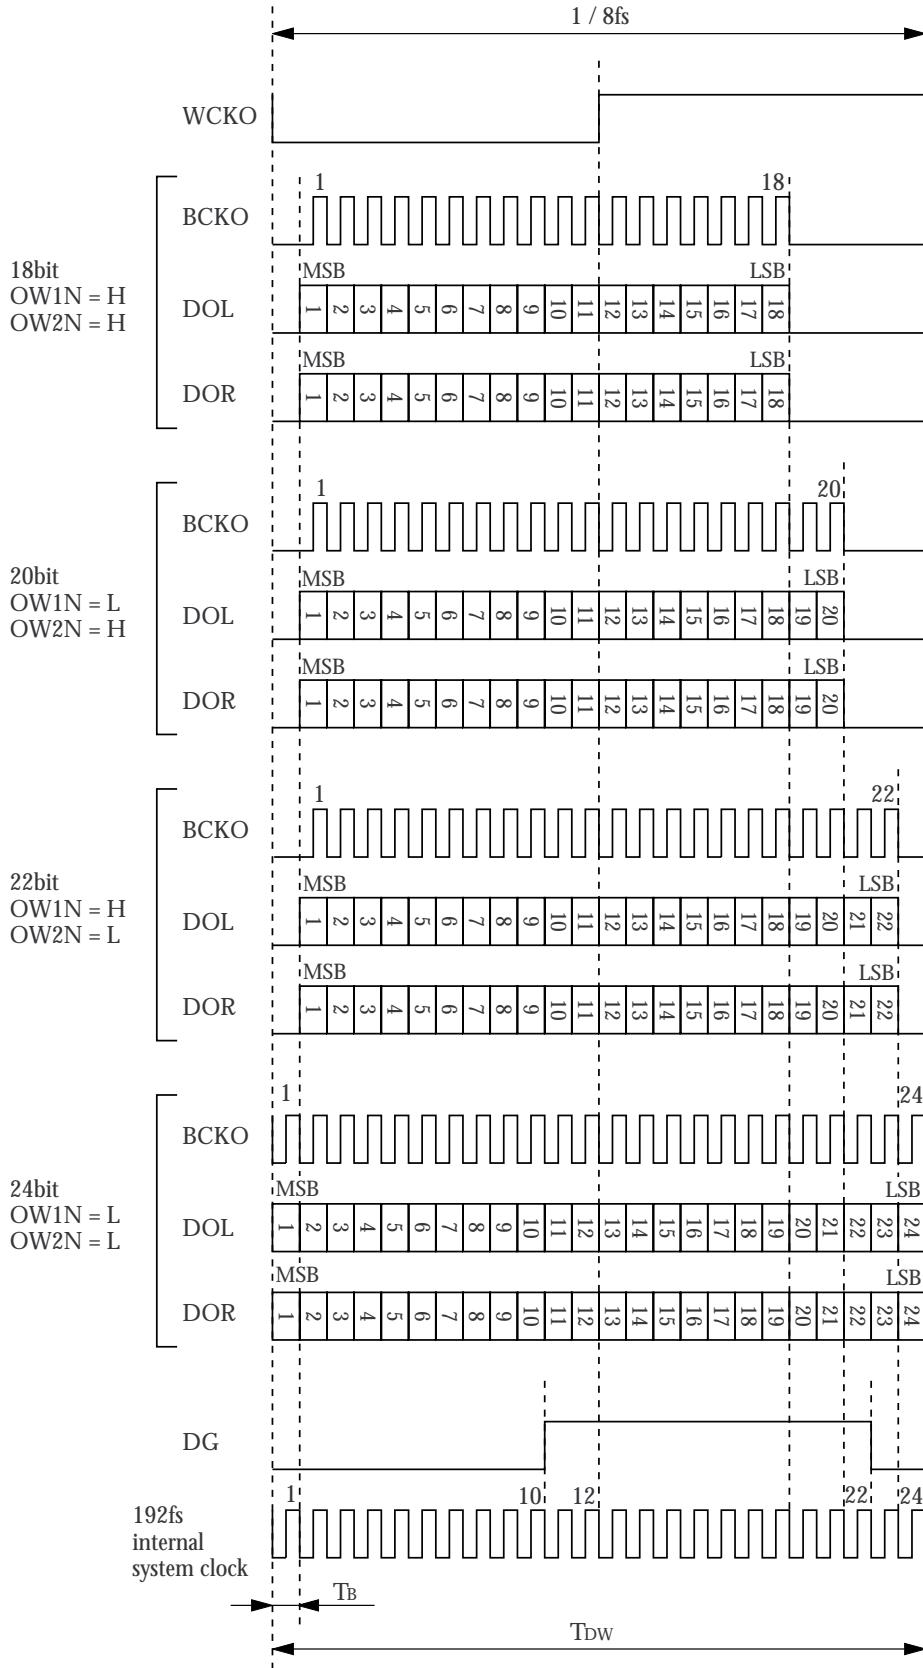 1 / 8fs
WCKO
1 18
BCKO
MSB LSB
18bit
OW1N = H
OW2N = H
DOL
1 2 3 4 5 6 7 8 9 10 11 12 13 14 15 16 17 18
MSB LSB
DOR
1 2 3 4 5 6 7 8 9 10 11 12 13 14 15 16 17 18
1 20
BCKO
MSB LSB
20bit
OW1N = L
OW2N = H
DOL
1 2 3 4 5 6 7 8 9 10 11 12 13 14 15 16 17 18 19 20
MSB LSB
DOR
1 2 3 4 5 6 7 8 9 10 11 12 13 14 15 16 17 18 19 20
1 22
BCKO
MSB LSB
22bit
OW1N = H
OW2N = L
DOL
1 2 3 4 5 6 7 8 9 10 11 12 13 14 15 16 17 18 19 20 21 22
MSB LSB
DOR
1 2 3 4 5 6 7 8 9 10 11 12 13 14 15 16 17 18 19 20 21 22
1 24
BCKO
MSB LSB
24bit
OW1N = L
OW2N = L
DOL
1 2 3 4 5 6 7 8 9 10 11 12 13 14 15 16 17 18 19 20 21 22 23 24
MSB LSB
DOR
1 2 3 4 5 6 7 8 9 10 11 12 13 14 15 16 17 18 19 20 21 22 23 24
DG
1 10 12 22 24
192fs
internal
system clock
TB
TDW